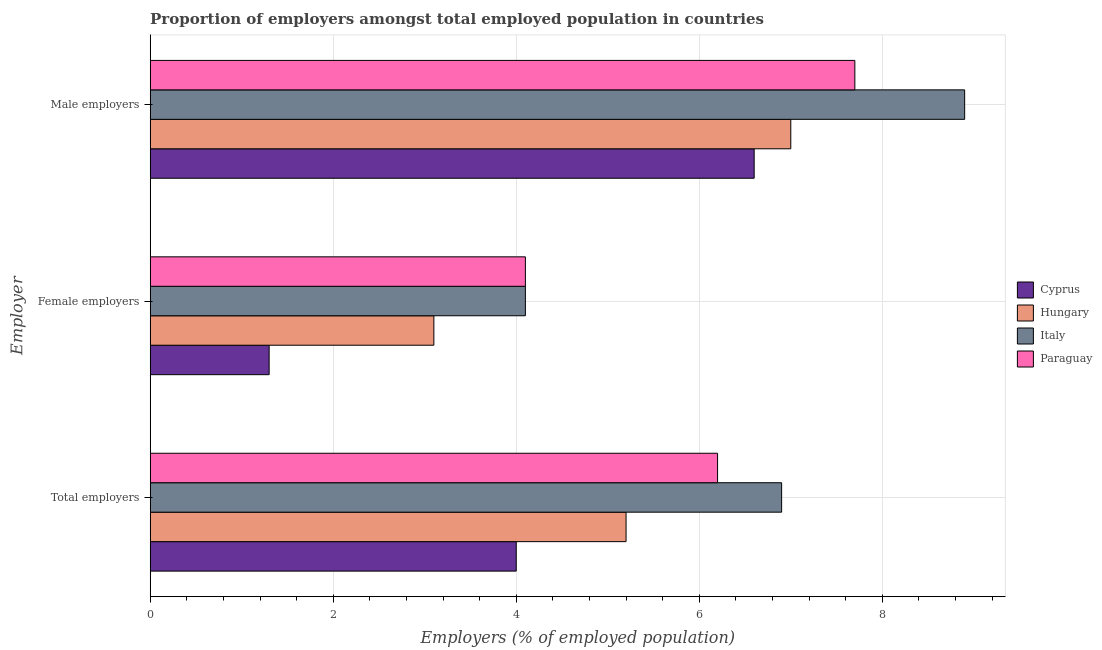 Proportion of employers amongst total employed population in countries
Male employers
Female employers
Total employers
Employer
0
2
4
6
8
Employers (% of employed population)
Cyprus
Hungary
Italy
Paraguay